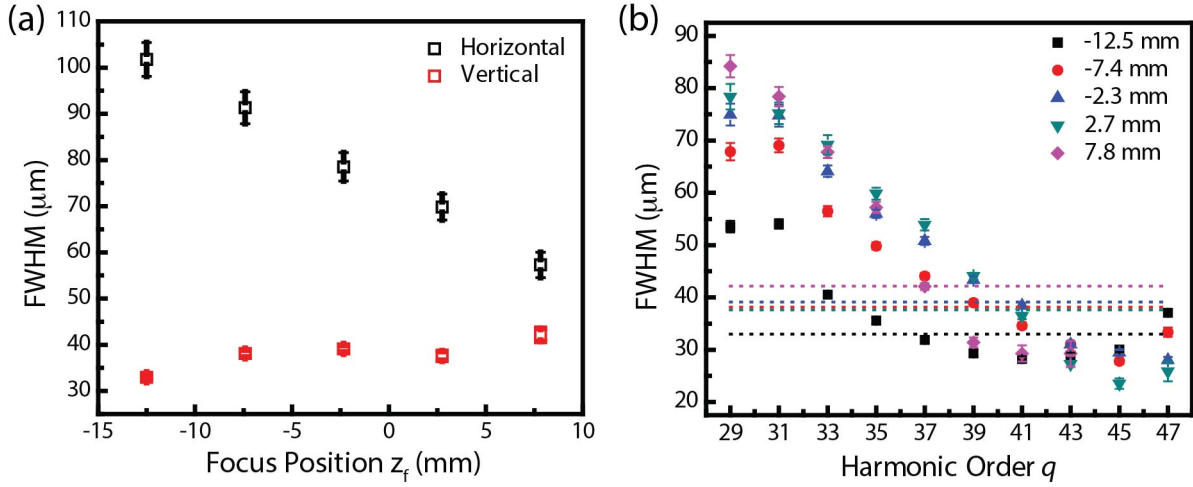 (a)
110
100
90
80
70
60
50
40
30
FWHM (μm)
Horizontal
Vertical
-15 -10 -5 0 5 10
Focus Position zf (mm)
(b)
90
80
70
60
50
40
30
20
FWHM (μm)
-12.5 mm
-7.4 mm
-2.3 mm
2.7 mm
7.8 mm
29 31 33 35 37 39 41 43 45 47
Harmonic Order q